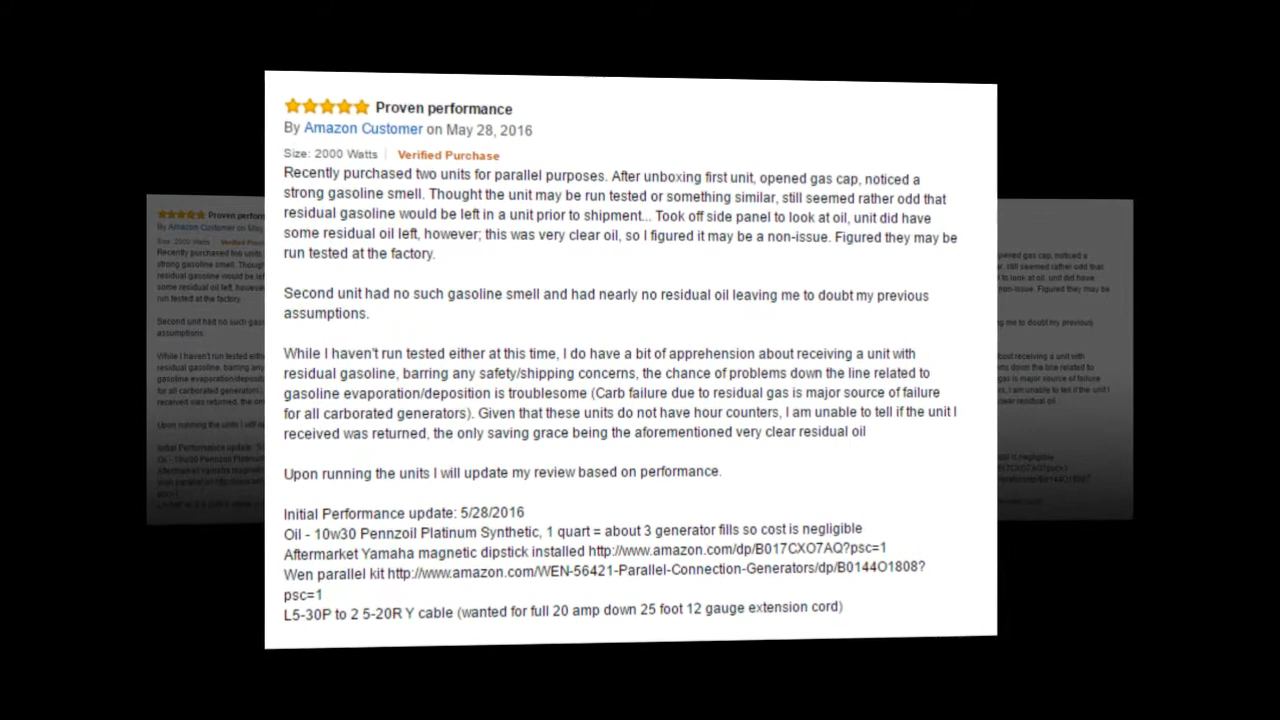 Proven performance
By Amazon Customer on May 28, 2016
Size: 2000 Watts | Verified Purchase
Recently purchased two units for parallel purposes. After unboxing first unit, opened gas cap, noticed a
strong gasoline smell. Thought the unit may be run tested or something similar, still seemed rather odd that
residual gasoline would be left in a unit prior to shipment... Took off side panel to look at oil, unit did have
some residual oil left, however; this was very clear oil, so I figured it may be a non-issue. Figured they may be
run tested at the factory.
Second unit had no such gasoline smell and had nearly no residual oil leaving me to doubt my previous
assumptions.
While I haven't run tested either at this time, I do have a bit of apprehension about receiving a unit with
residual gasoline, barring any safety/shipping concerns, the chance of problems down the line related to
gasoline evaporation/deposition is troublesome (Carb failure due to residual gas is major source of failure
for all carborated generators). Given that these units do not have hour counters, I am unable to tell if the unit I
received was returned, the only saving grace being the aforementioned very clear residual oil
Upon running the units I will update my review based on performance.
Initial Performance update: 5/28/2016
Oil - 10w30 Pennzoil Platinum Synthetic, 1 quart = about 3 generator fills so cost is negligible
Aftermarket Yamaha magnetic dipstick installed http://www.amazon.com/dp/B017CXO7AQ?psc=1
Wen parallel kit http://www.amazon.com/WEN-56421-Parallel-Connection-Generators/dp/B0144O1808?
psc=1
L5-30P to 2 5-20R Y cable (wanted for full 20 amp down 25 foot 12 gauge extension cord)